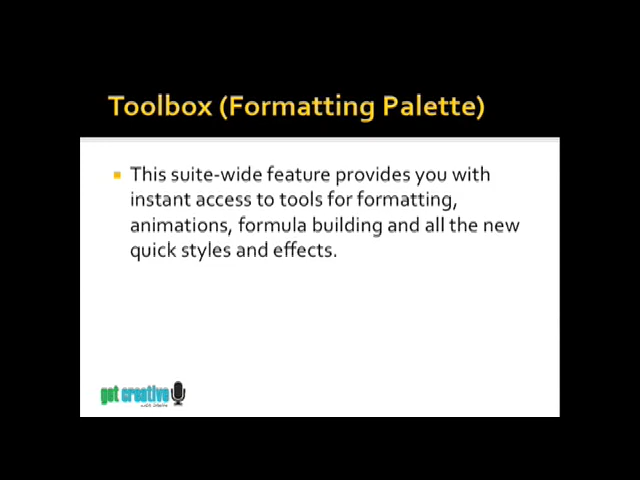 Toolbox (Formatting Palette)
This suite-wide feature provides you with
instant access to tools for formatting,
animations, formula building and all the new
quick styles and effects.
get creative